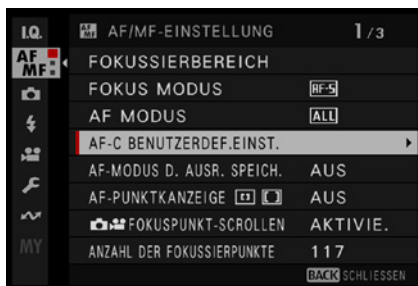 I.Q.
AF/MF-EINSTELLUNG 1/3
AF MF
FOKUSSIERBEREICH
FOKUS MODUS AF-S
AF MODUS ALL
AF-C BENUTZERDEF.EINST.
AF-MODUS D. AUSR. SPEICH. AUS
AF-PUNKTKANZEIGE AUS
FOKUSPUNKT-SCROLLEN AKTIVIE.
MY
ANZAHL DER FOKUSSIERPUNKTE 117
BACK SCHLIESSEN